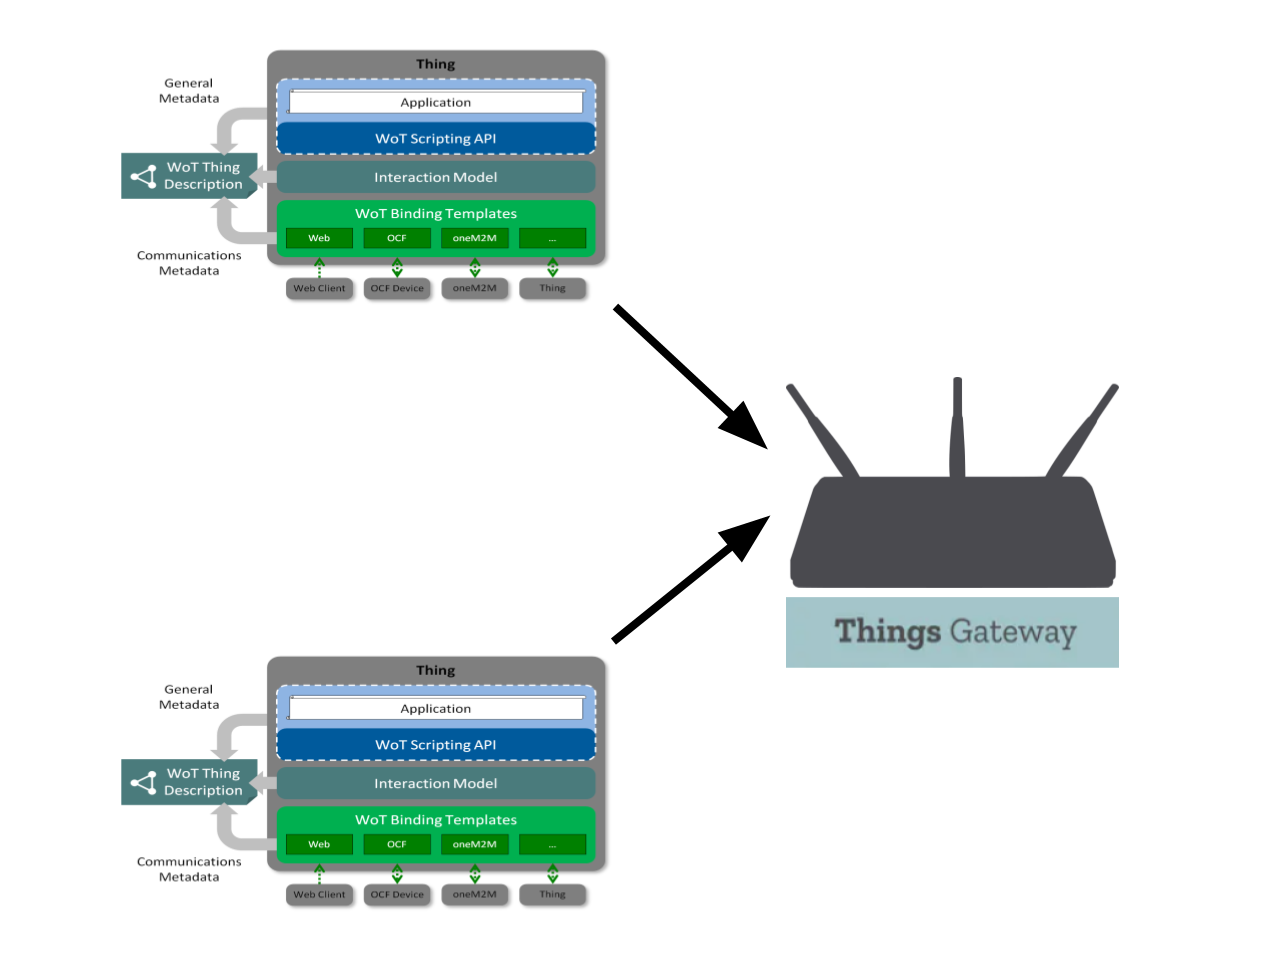 Thing
General
Metadata
Application
WoT Scripting API
WoT Thing
Description
Interaction Model
WoT Binding Templates
Web
OCF
oneM2M
...
Communications
Metadata
Web Client
OCF Device
oneM2M
Thing
Things Gateway
Thing
General
Metadata
Application
WoT Scripting API
WoT Thing
Description
Interaction Model
WoT Binding Templates
Web
OCF
oneM2M
...
Communications
Metadata
Web Client
OCF Device
oneM2M
Thing